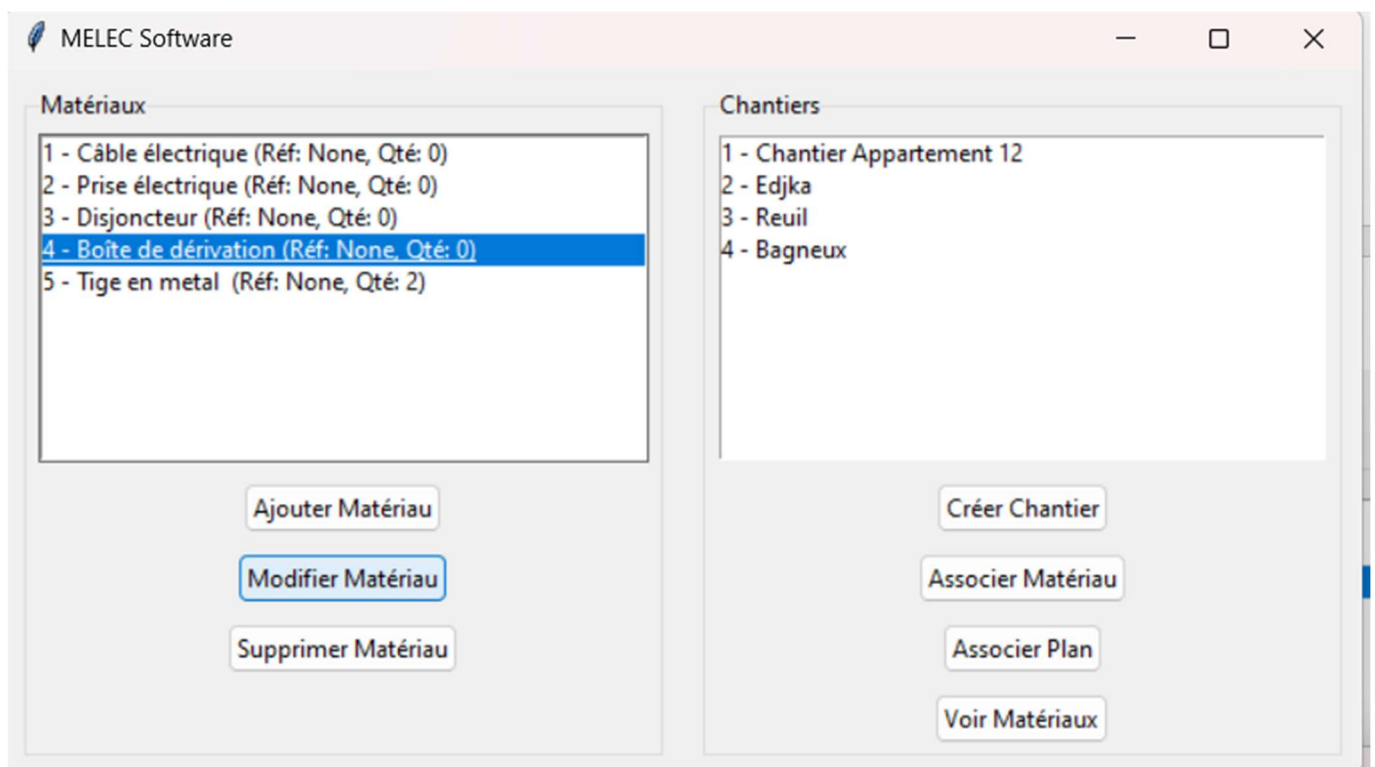 MELEC Software
Matériaux
1 - Câble électrique (Réf: None, Qté: 0)
2 - Prise électrique (Réf: None, Qté: 0)
3 - Disjoncteur (Réf: None, Qté: 0)
4 - Boîte de dérivation (Réf: None, Qté: 0)
5 - Tige en metal  (Réf: None, Qté: 2)
Ajouter Matériau
Modifier Matériau
Supprimer Matériau
Chantiers
1 - Chantier Appartement 12
2 - Edjka
3 - Reuil
4 - Bagneux
Créer Chantier
Associer Matériau
Associer Plan
Voir Matériaux